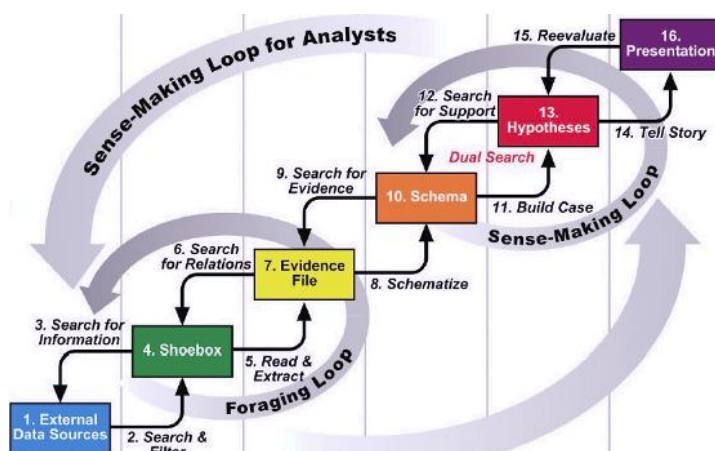 Sense-Making Loop for Analysts
15. Reevaluate
16.
Presentation
12. Search
for Support
13.
Hypotheses
14. Tell Story
Dual Search
9. Search for
Evidence
10. Schema
11. Build Case
Sense-Making Loop
6. Search
for Relations
7. Evidence
File
8. Schematize
3. Search for
Information
4. Shoebox
5. Read &
Extract
Foraging Loop
1. External
Data Sources
2. Search &
Filter